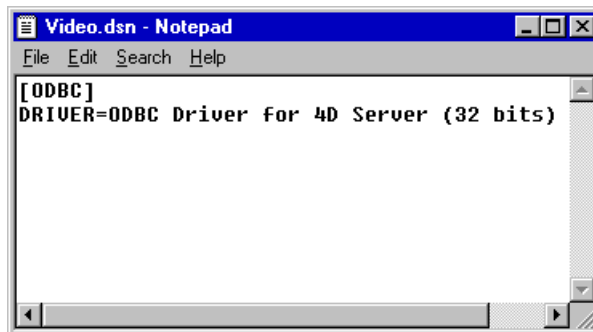 Video.dsn - Notepad
File Edit Search Help
[ODBC]
DRIVER=ODBC Driver for 4D Server (32 bits)